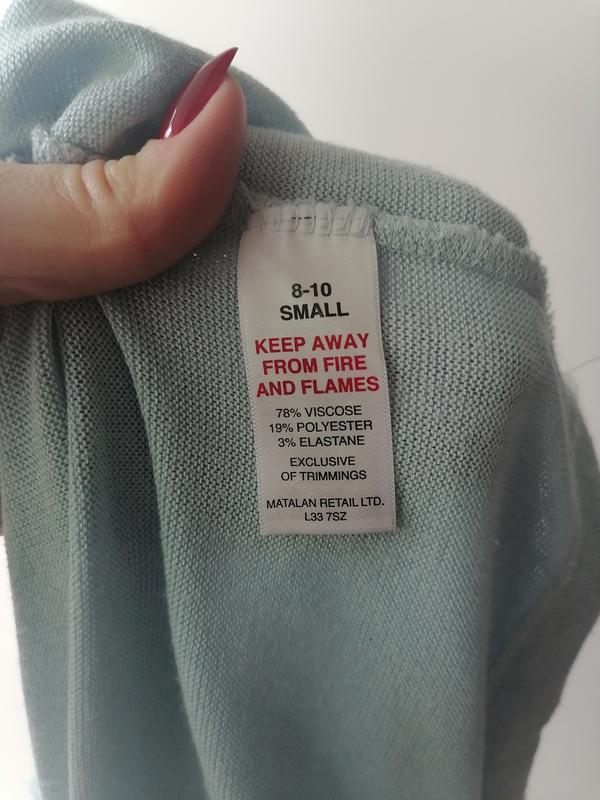 8-10
SMALL
KEEP AWAY
FROM FIRE
AND FLAMES
78% VISCOSE
19% POLYESTER
3% ELASTANE
EXCLUSIVE
OF TRIMMINGS
MATALAN RETAIL LTD.
L33 7SZ